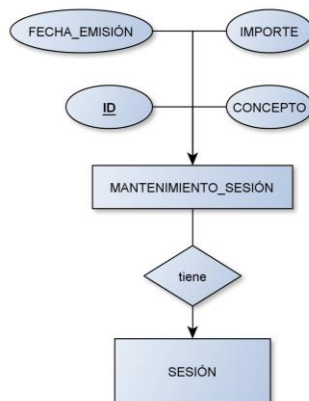 FECHA_EMISIÓN
IMPORTE
ID
CONCEPTO
MANTENIMIENTO_SESIÓN
tiene
SESIÓN